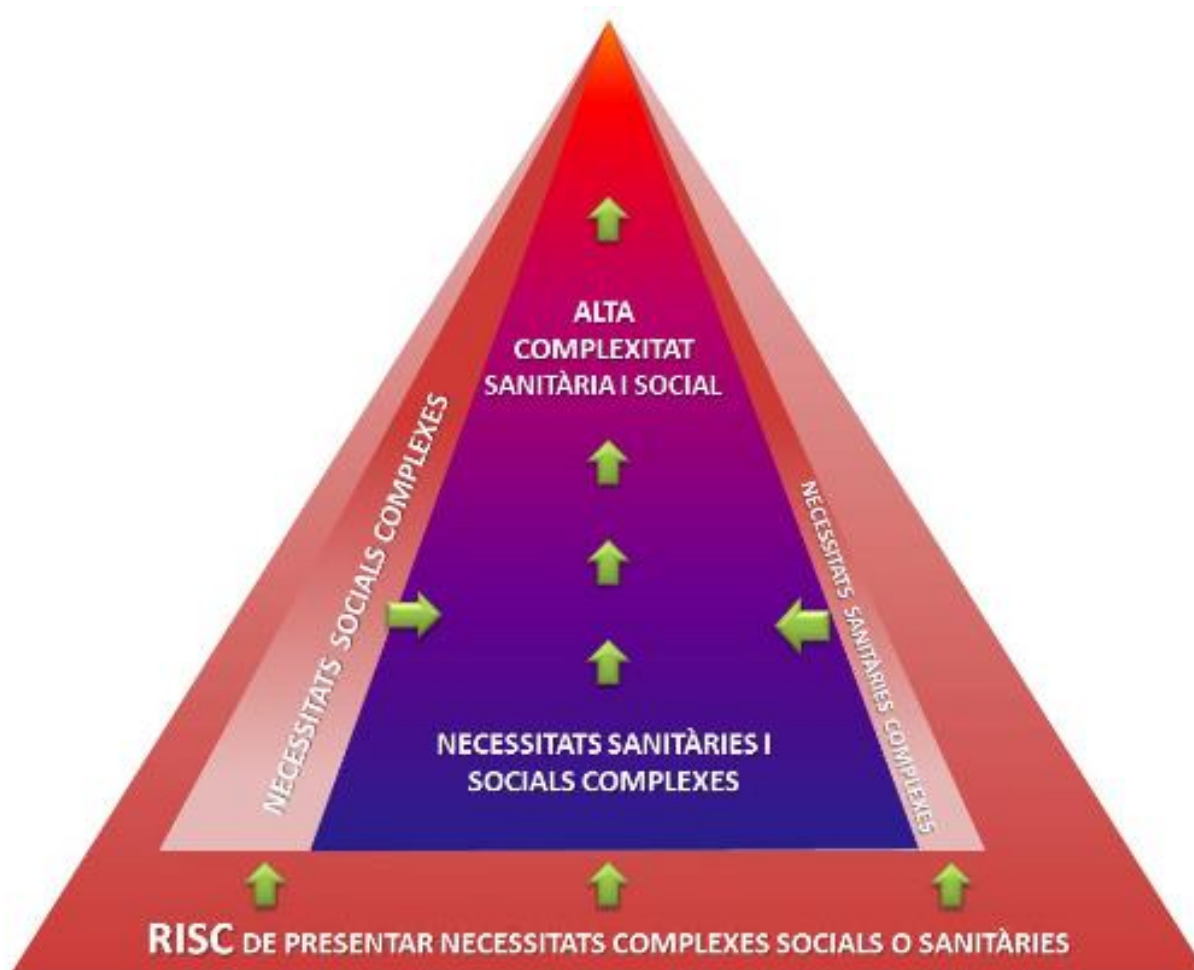 ALTA
COMPLEXITAT
SANITÀRIA I SOCIAL
NECESSITATS SOCIALS COMPLEXES
NECESSITATS SANITÀRIES COMPLEXES
NECESSITATS SANITÀRIES I
SOCIALS COMPLEXES
RISC DE PRESENTAR NECESSITATS COMPLEXES SOCIALS O SANITÀRIES